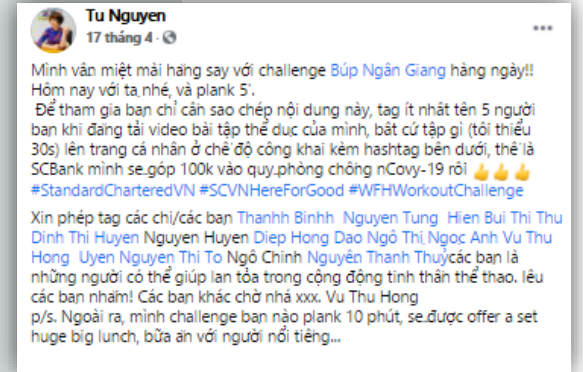 Tu Nguyen
17 tháng 4 ·
Mình vẫn miệt mài hăng say với challenge Búp Ngân Giang hàng ngày!!
Hôm nay với tạ nhé, và plank 5'.
Để tham gia bạn chỉ cần sao chép nội dung này, tag ít nhất tên 5 người
bạn khi đăng tải video bài tập thể dục của mình, bất cứ tập gì (tối thiểu
30s) lên trang cá nhân ở chế độ công khai kèm hashtag bên dưới, thế là
SCBank mình sẽ góp 100k vào quỹ phòng chống nCovy-19 rồi 👍👍👍
#StandardCharteredVN #SCVNHereForGood #WFHWorkoutChallenge
Xin phép tag các chị/các bạn Thanhh Binhh Nguyen Tung Hien Bui Thi Thu
Dinh Thi Huyen Nguyen Huyen Diep Hong Dao Ngô Thị Ngọc Anh Vu Thu
Hong Uyen Nguyen Thi To Ngô Chinh Nguyễn Thanh Thuỷcác bạn là
những người có thể giúp lan tỏa trong cộng động tinh thần thể thao. Iêu
các bạn nhắm! Các bạn khác chờ nhá xxx. Vu Thu Hong
p/s. Ngoài ra, mình challenge bạn nào plank 10 phút, sẽ được offer a set
huge big lunch, bữa ăn với người nổi tiếng...